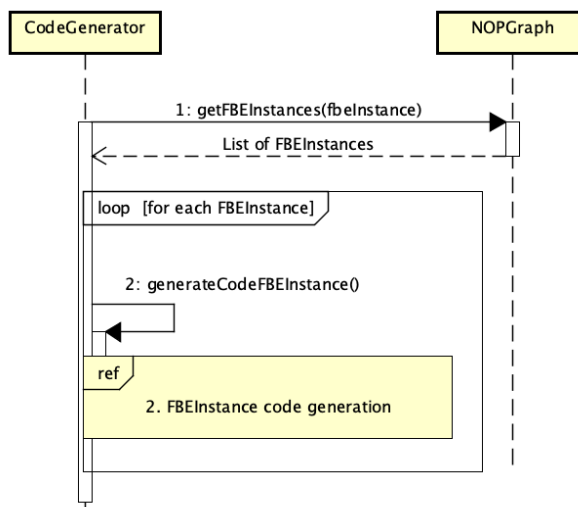 CodeGenerator
NOPGraph
1: getFBEInstances(fbeInstance)
List of FBEInstances
loop [for each FBEInstance]
2: generateCodeFBEInstance()
ref
2. FBEInstance code generation